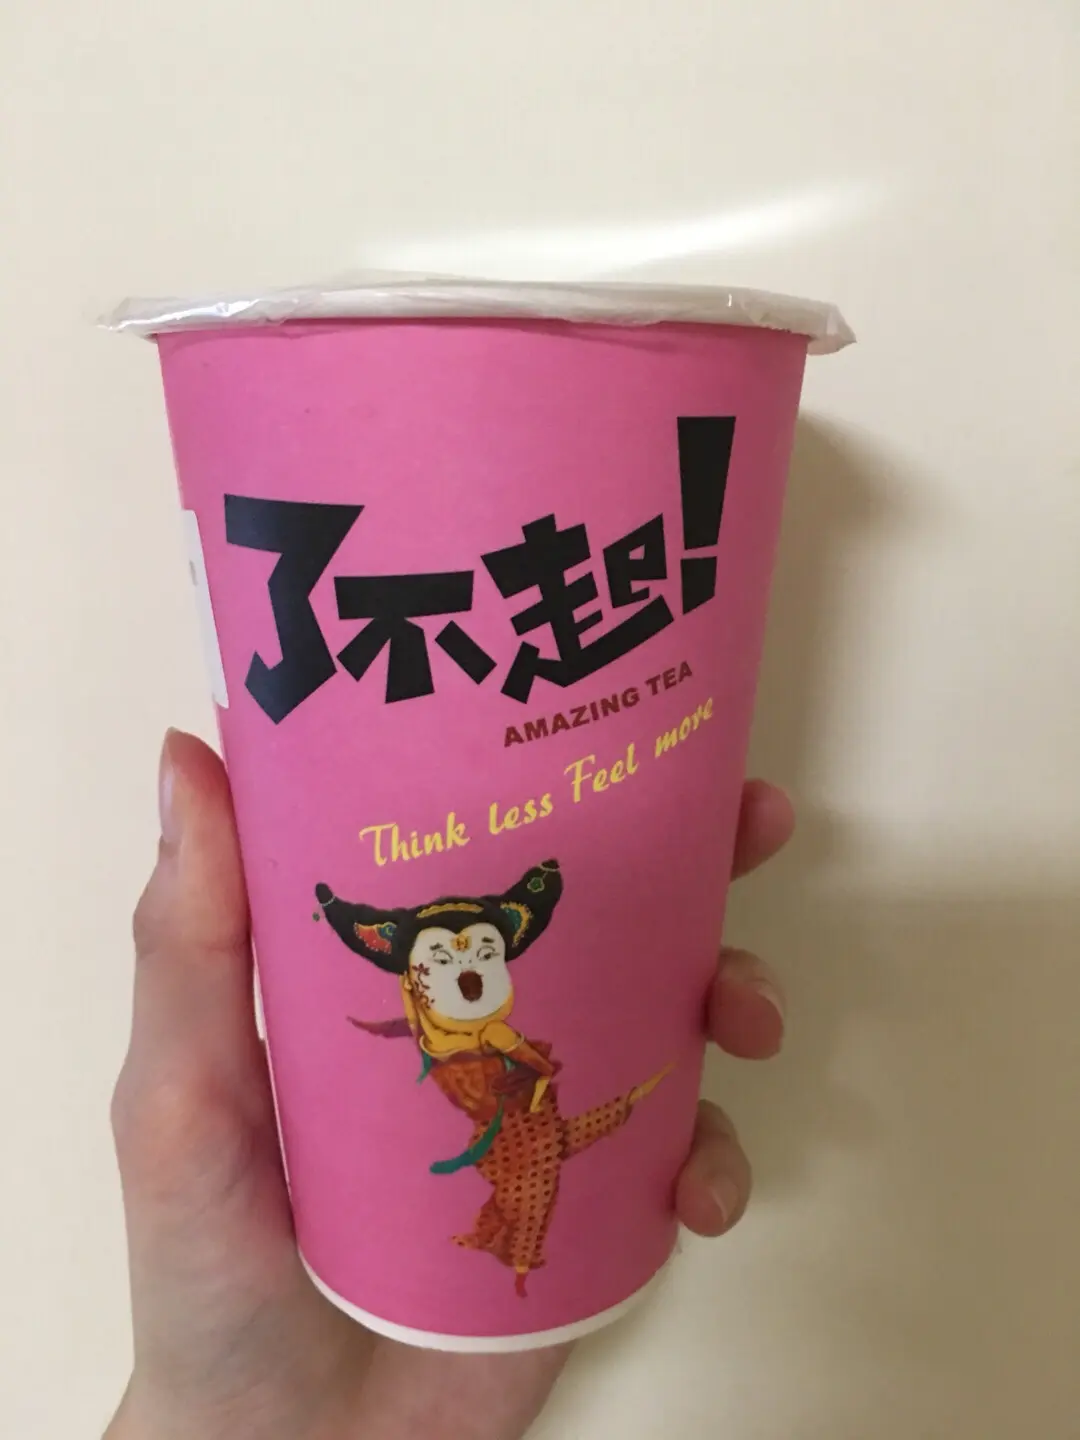 了不起!
AMAZING TEA
Think less Feel more